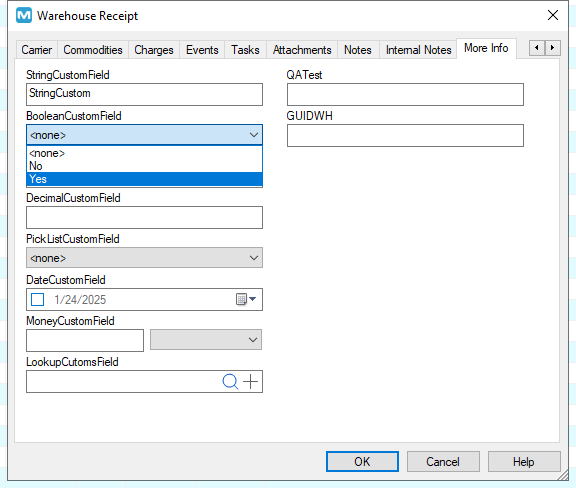 M Warehouse Receipt
Carrier Commodities Charges Events Tasks Attachments Notes Internal Notes More Info
StringCustomField
StringCustom
BooleanCustomField
<none>
<none>
No
Yes
DecimalCustomField
PickListCustomField
<none>
DateCustomField
1/24/2025
MoneyCustomField
LookupCutomsField
QATest
GUIDWH
OK Cancel Help